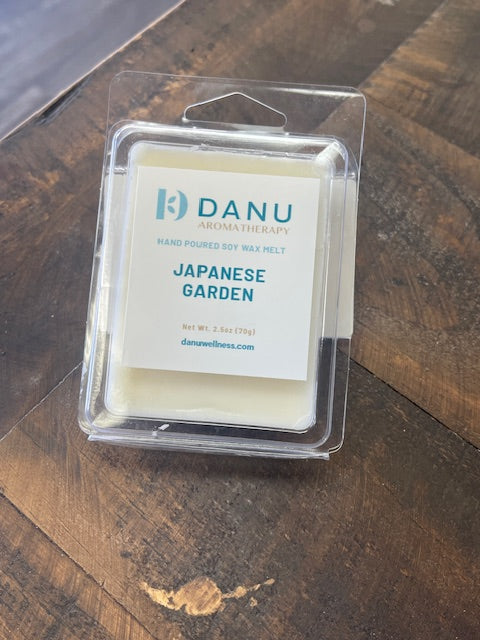 DANU
AROMATHERAPY
HAND POURED SOY WAX MELT
JAPANESE
GARDEN
Net Wt. 2.5oz (70g)
danuwellness.com